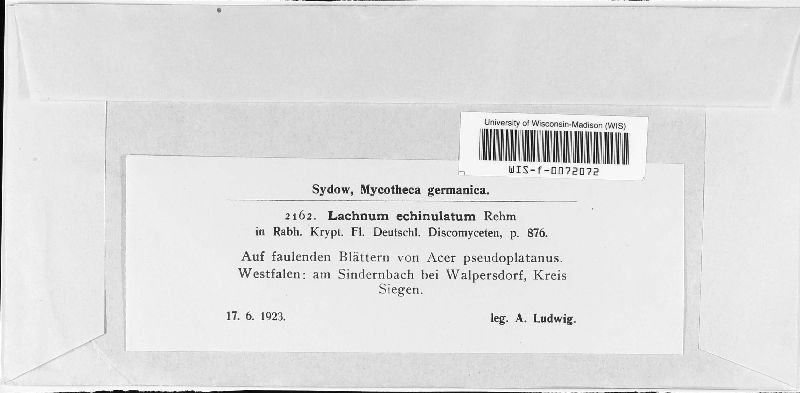 University of Wisconsin-Madison (WIS)
WIS-f-0072072
Sydow, Mycotheca germanica.
2162. Lachnum echinulatum Rehm
in Rabh. Krypt. Fl. Deutschl. Discomyceten, p. 876.
Auf faulenden Blättern von Acer pseudoplatanus.
Westfalen: am Sindernbach bei Walpersdorf, Kreis
Siegen.
17. 6. 1923. leg. A. Ludwig.